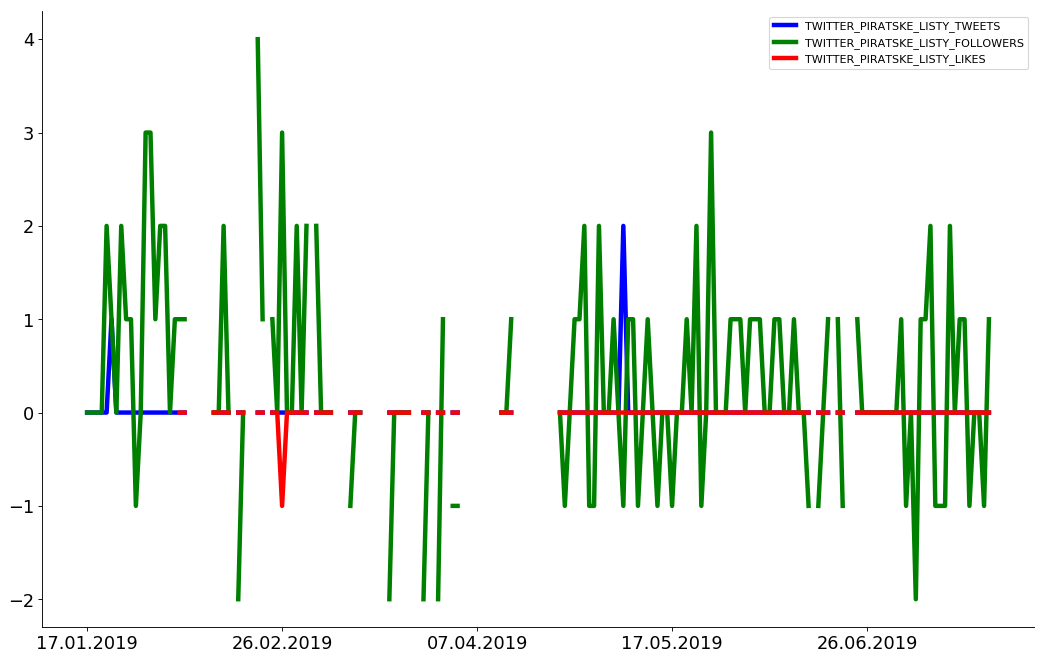 TWITTER_PIRATSKE_LISTY_TWEETS
TWITTER_PIRATSKE_LISTY_FOLLOWERS
TWITTER_PIRATSKE_LISTY_LIKES
4
3
2
1
0
−1
−2
17.01.2019 26.02.2019 07.04.2019 17.05.2019 26.06.2019